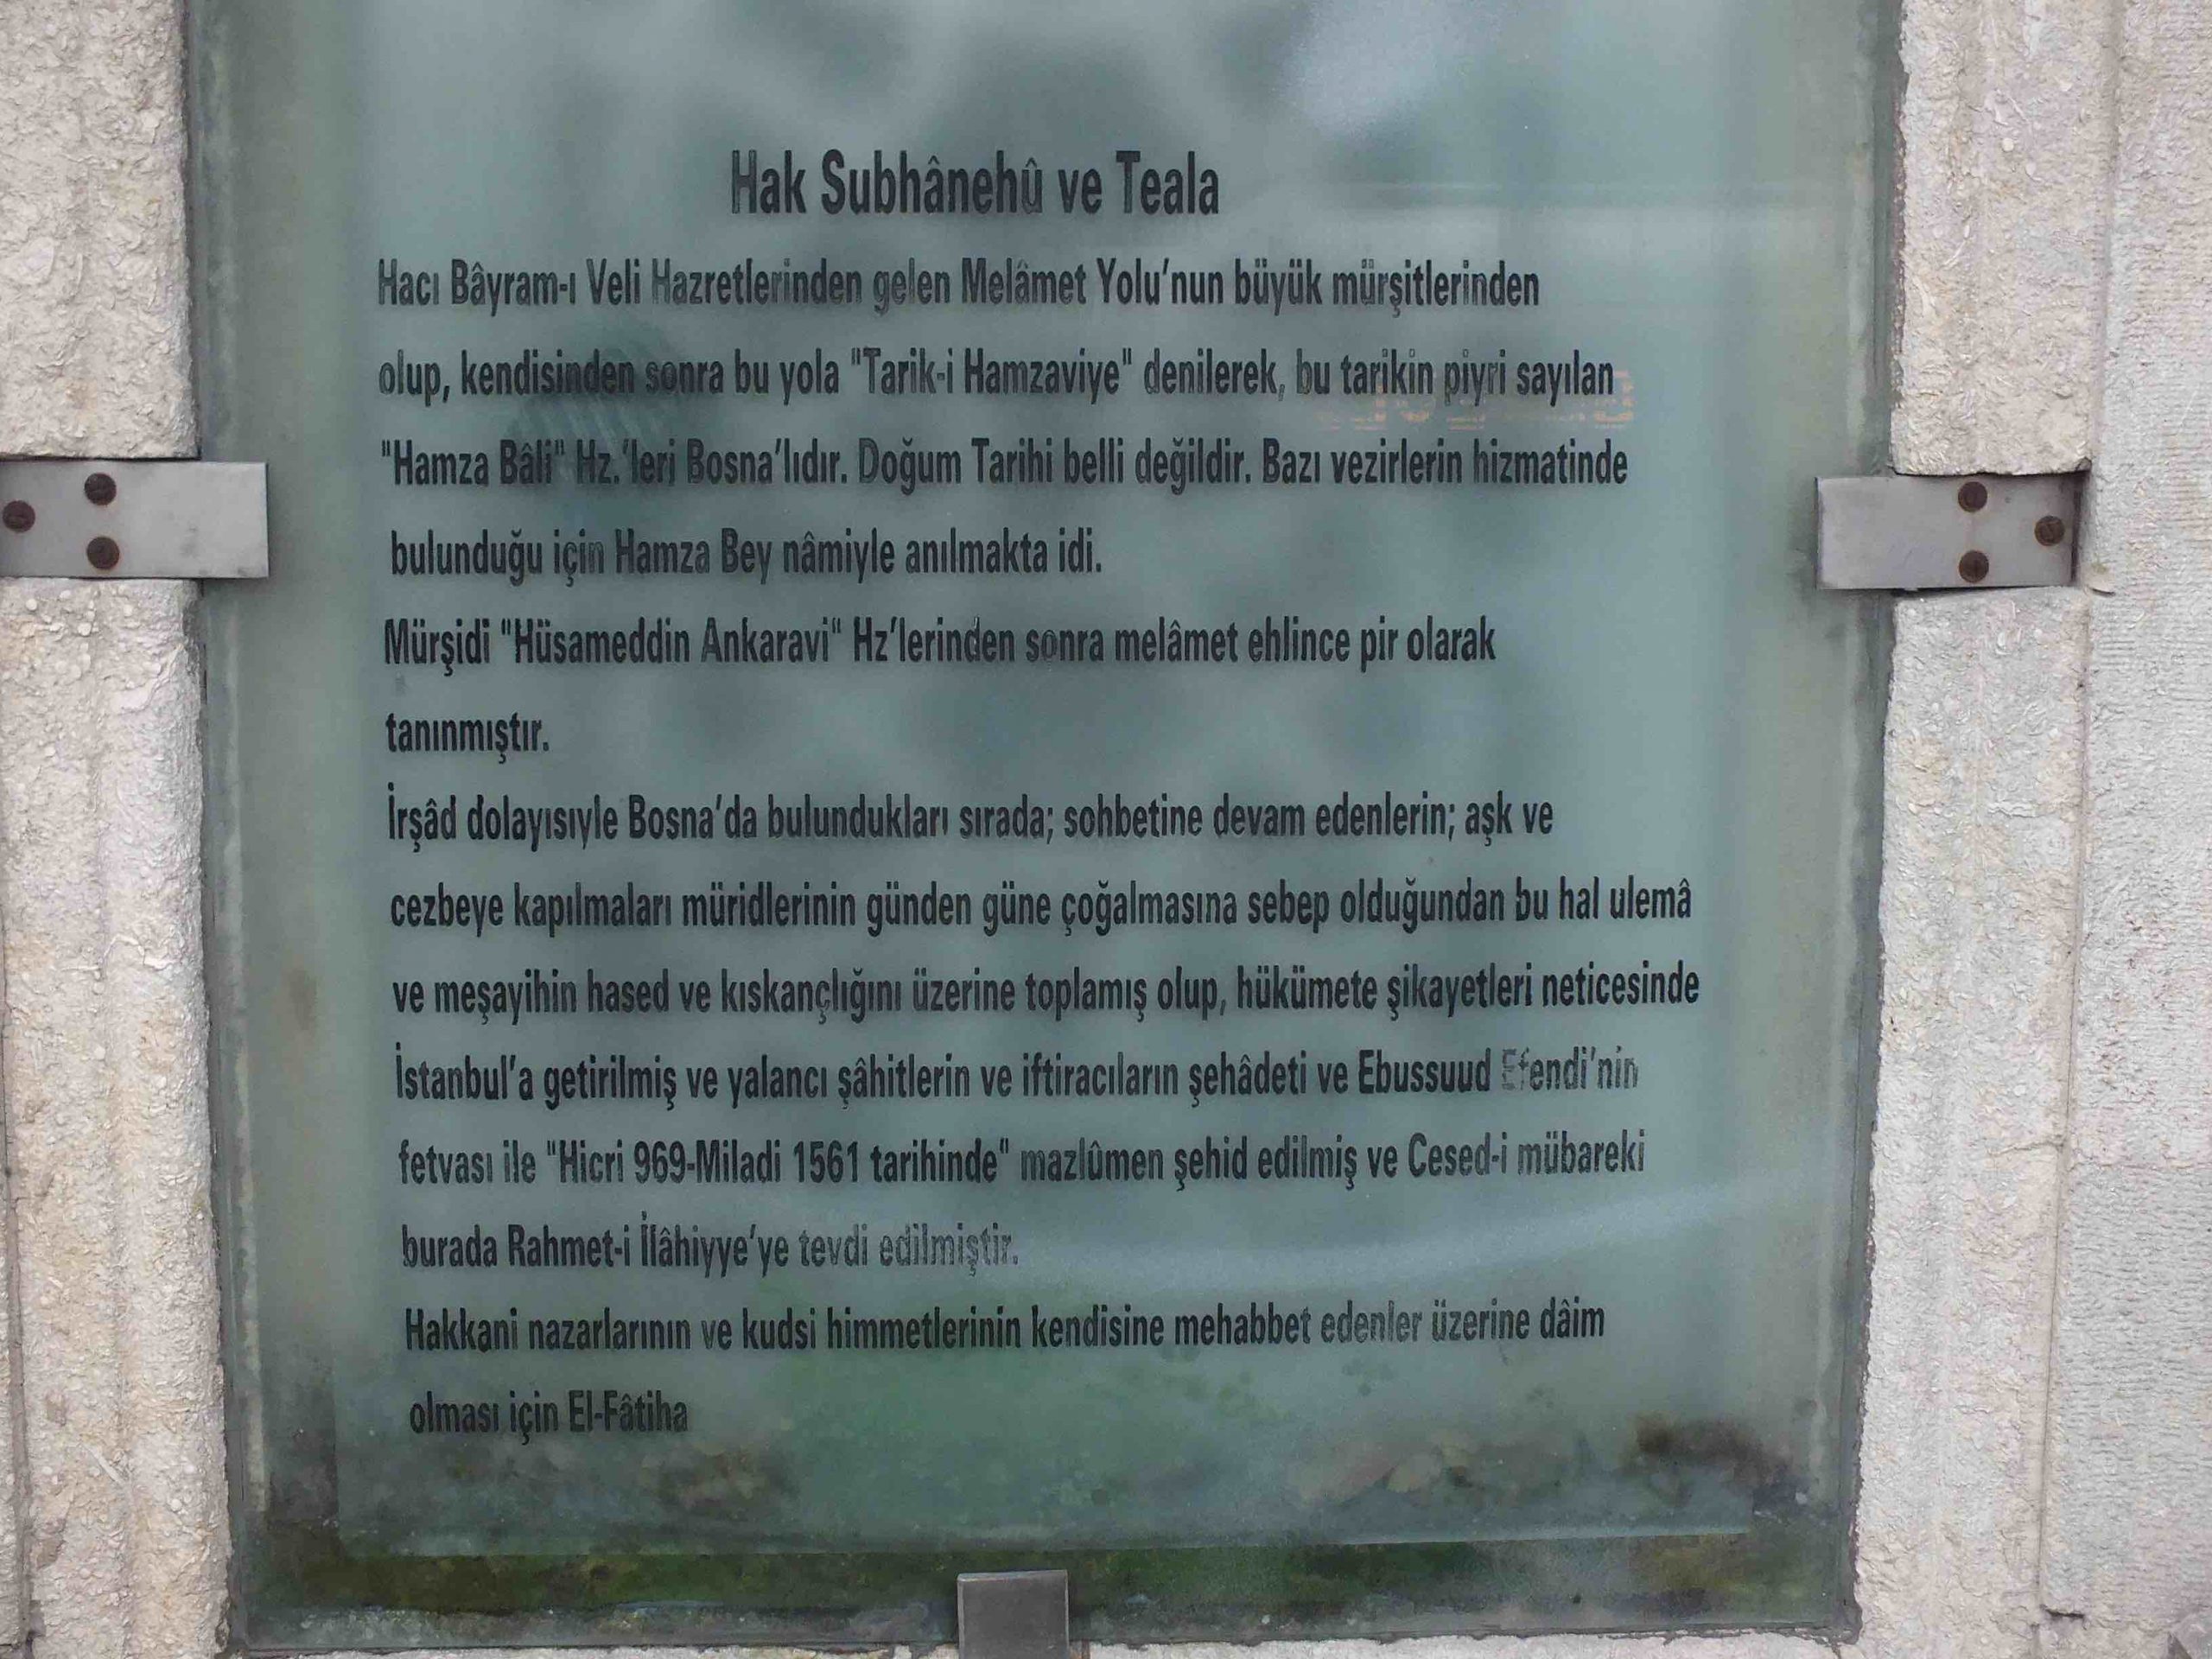 Hak Subhânehû ve Teala
Hacı Bâyram-ı Veli Hazretlerinden gelen Melâmet Yolu'nun büyük mürşitlerinden
olup, kendisinden sonra bu yola "Tarik-i Hamzaviye" denilerek, bu tarikin piyri sayılan
"Hamza Bâli" Hz.'leri Bosna'lıdır. Doğum Tarihi belli değildir. Bazı vezirlerin hizmatinde
bulunduğu için Hamza Bey nâmiyle anılmakta idi.
Mürşidi "Hüsameddin Ankaravi" Hz'lerinden sonra melâmet ehlince pir olarak
tanınmıştır.
İrşâd dolayısıyle Bosna'da bulundukları sırada; sohbetine devam edenlerin; aşk ve
cezbeye kapılmaları müridlerinin günden güne çoğalmasına sebep olduğundan bu hal ulemâ
ve meşayihin hased ve kıskançlığını üzerine toplamış olup, hükümete şikayetleri neticesinde
İstanbul'a getirilmiş ve yalancı şâhitlerin ve iftiracıların şehâdeti ve Ebussuud Efendi'nin
fetvası ile "Hicri 969-Miladi 1561 tarihinde" mazlûmen şehid edilmiş ve Cesed-i mübareki
burada Rahmet-i İlâhiyye'ye tevdi edilmiştir.
Hakkani nazarlarının ve kudsi himmetlerinin kendisine mehabbet edenler üzerine dâim
olması için El-Fâtiha